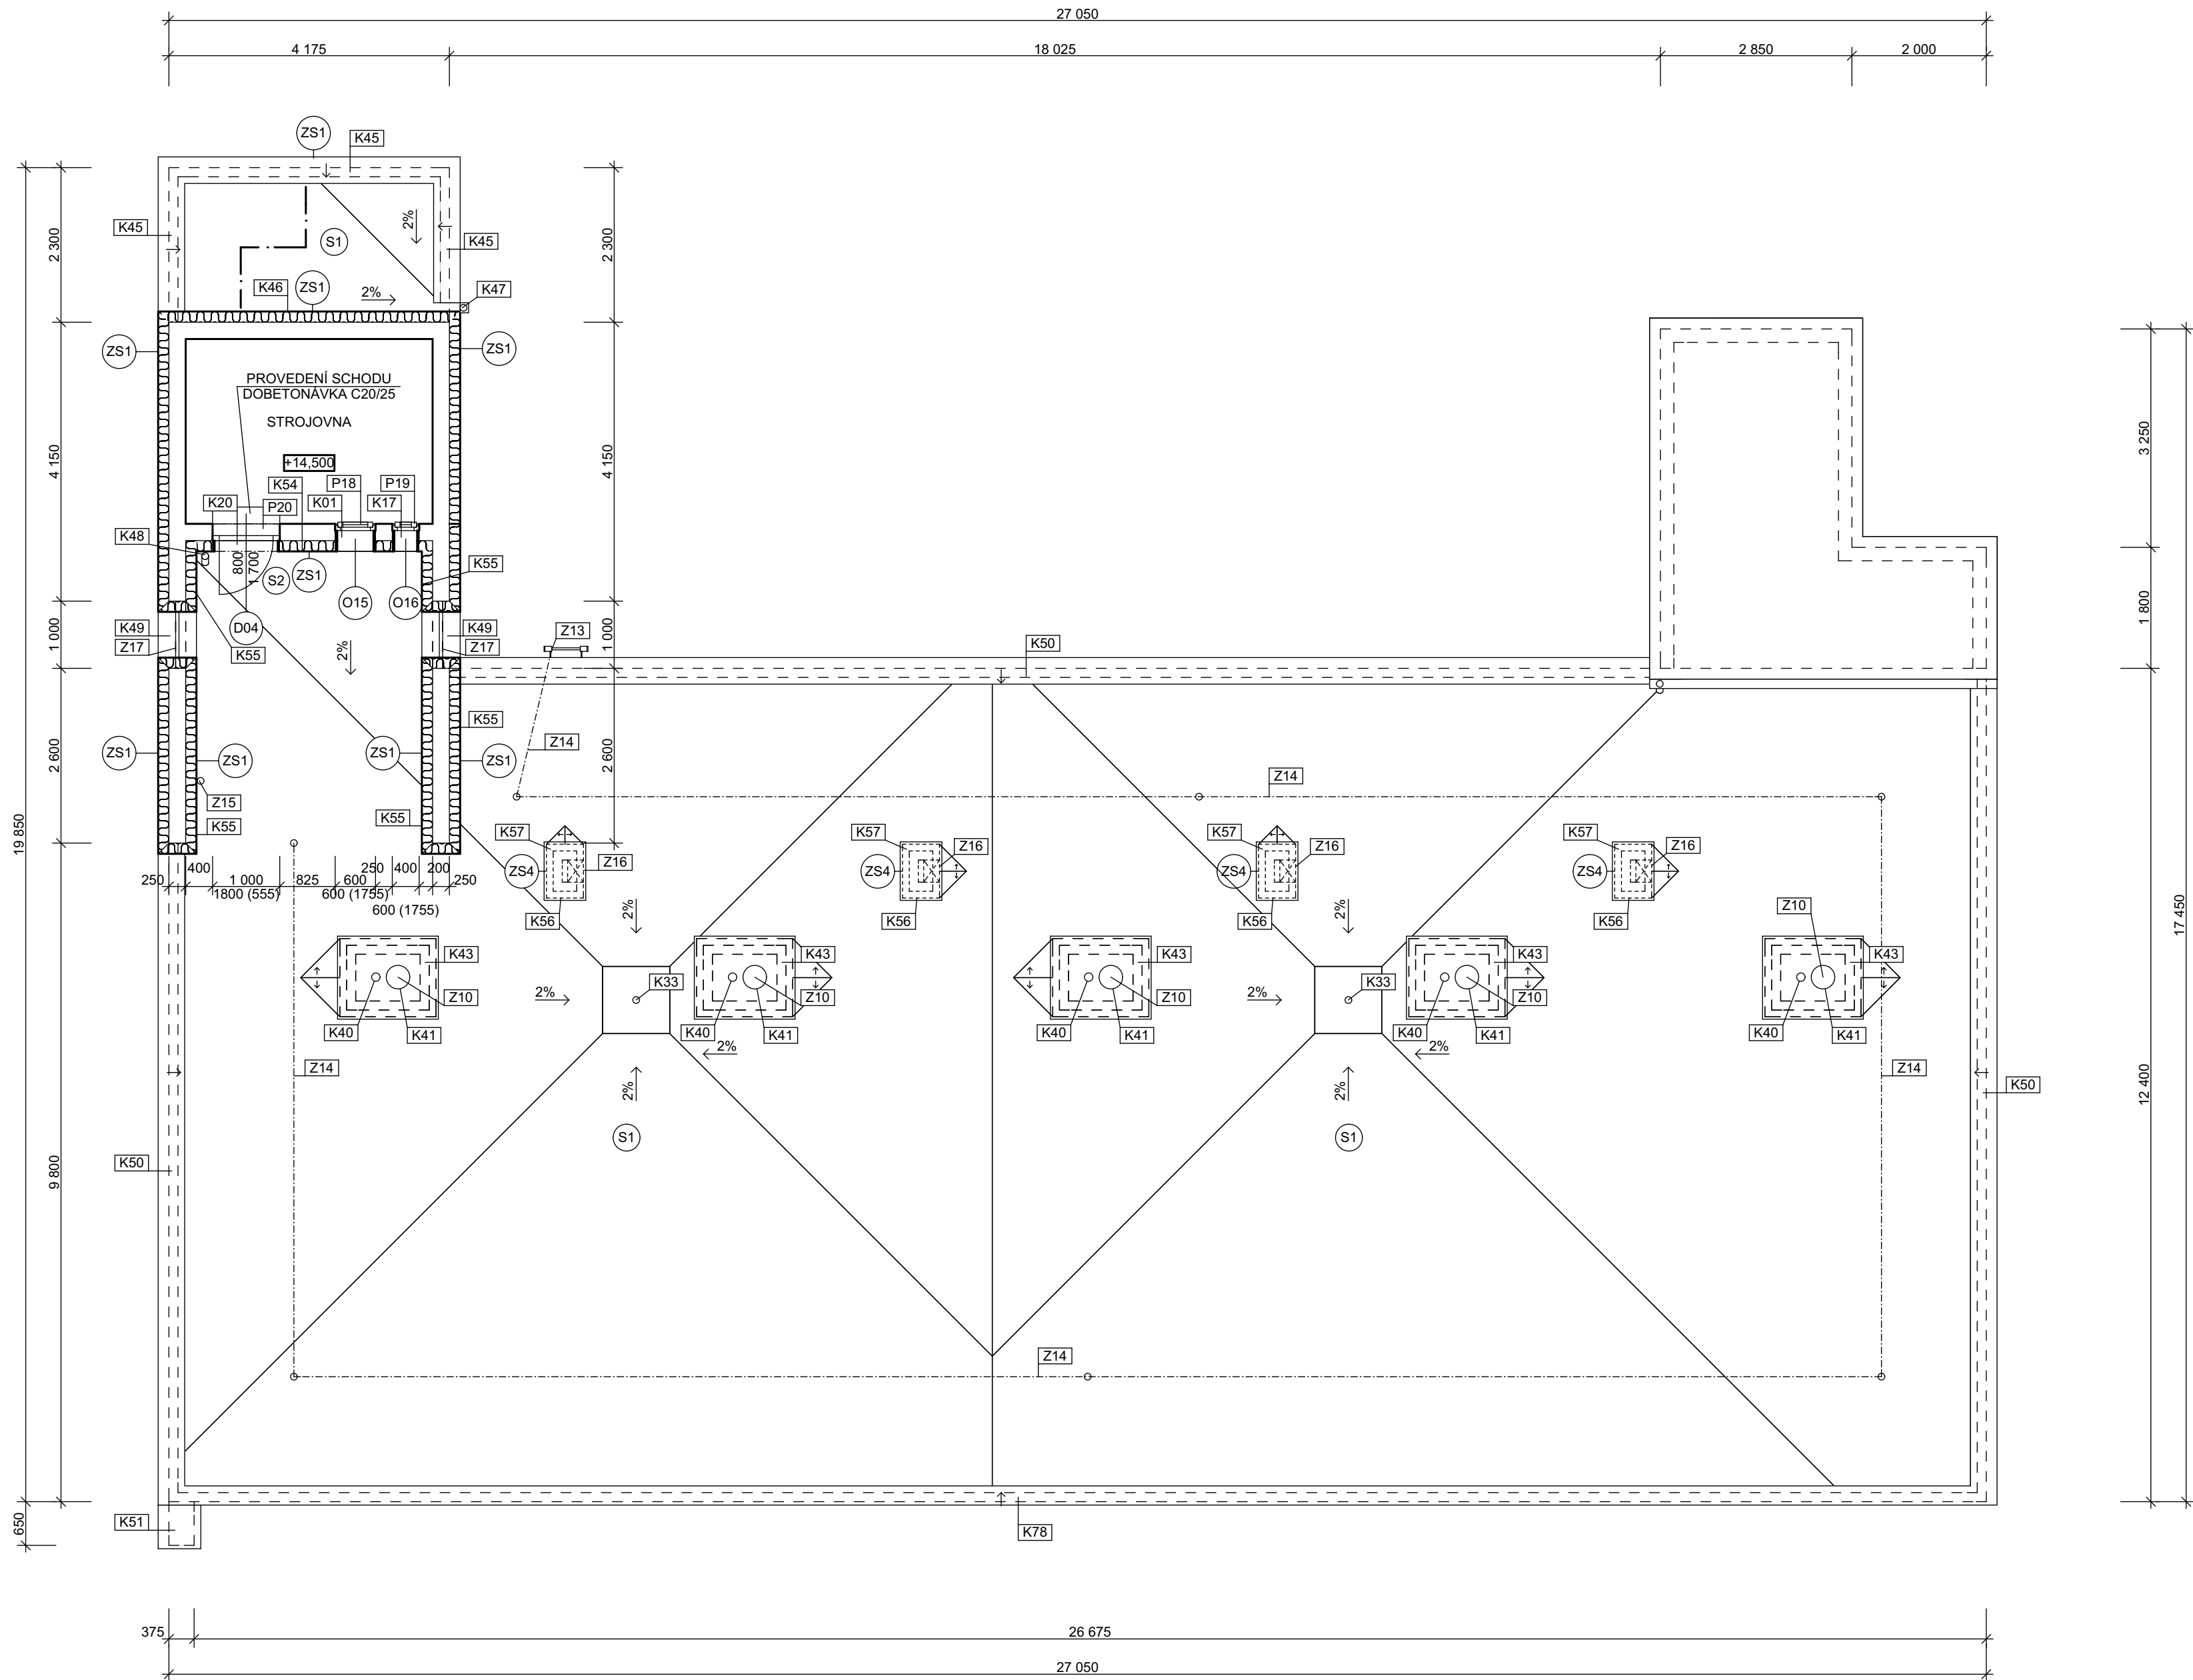 27 050
4 175
18 025
2 850
2 000
ZS1
K45
K45
2%
K45
S1
2 300
2 300
K46
ZS1
2%
K47
ZS1
ZS1
PROVEDENÍ SCHODU
DOBETONÁVKA C20/25
STROJOVNA
+14,500
4 150
4 150
3 250
K54
P18
P19
K20
P20
K01
K17
K48
800
1700
S2
ZS1
K55
O15
O16
D04
K49
Z17
K55
K49
Z17
1 000
1 000
1 800
2%
Z13
K50
K55
Z14
ZS1
ZS1
ZS1
ZS1
2 600
2 600
Z14
Z15
K55
K55
K57
Z16
ZS4
K56
K57
Z16
ZS4
K56
K57
Z16
ZS4
K56
K57
Z16
ZS4
K56
19 850
17 450
250
400
1 000
1800 (555)
825
600
600 (1755)
250
400
600 (1755)
200
250
2%
2%
Z10
K43
Z10
K40
K41
K43
Z10
K40
K41
K43
Z10
K40
K41
K43
Z10
K40
K41
K43
K40
K41
2%
K33
2%
2%
K33
2%
Z14
2%
2%
Z14
K50
12 400
S1
S1
K50
9 800
Z14
K51
650
K78
375
26 675
27 050